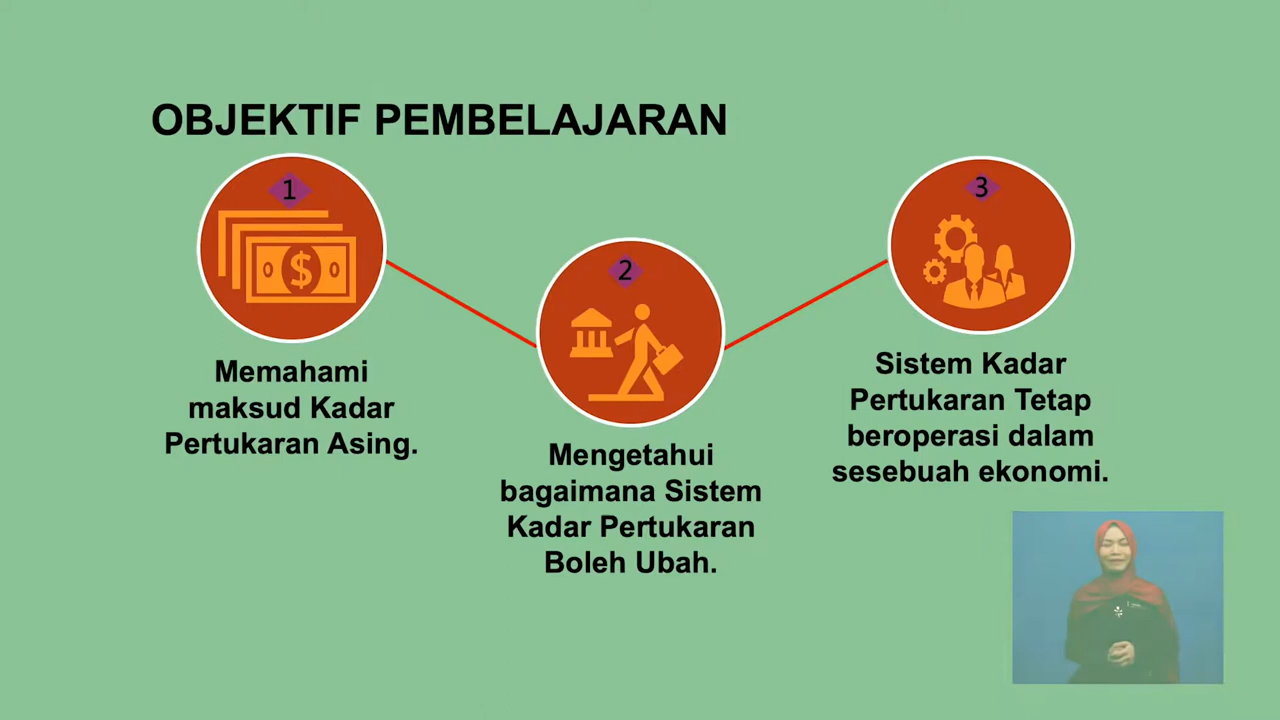 OBJEKTIF PEMBELAJARAN
1
Memahami
maksud Kadar
Pertukaran Asing.
2
Mengetahui
bagaimana Sistem
Kadar Pertukaran
Boleh Ubah.
3
Sistem Kadar
Pertukaran Tetap
beroperasi dalam
sesebuah ekonomi.